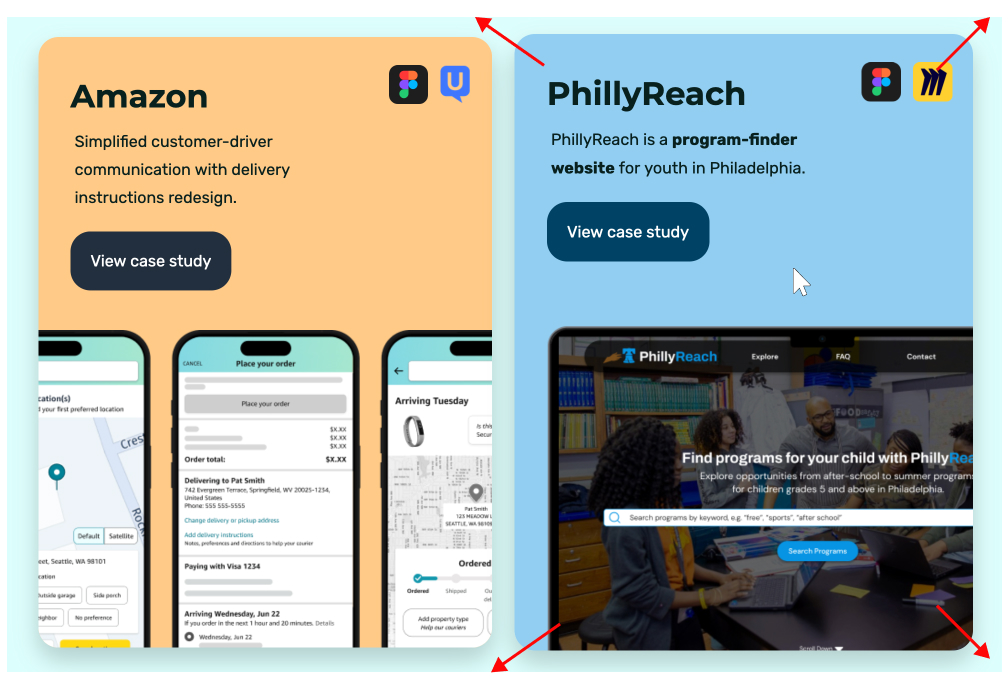 Amazon
Simplified customer-driver
communication with delivery
instructions redesign.
View case study
cation(s)
d your first preferred location
Cres
Rock
Default
Satellite
eet, Seattle, WA 98101
cation
utside garage
Side porch
ighbor
No preference
CANCEL
Place your order
Place your order
$X.XX
$X.XX
$X.XX
Order total:
$X.XX
Delivering to Pat Smith
742 Evergreen Terrace, Springfield, WV 20025-1234,
United States
Phone: 555 555-5555
Change delivery or pickup address
Add delivery instructions
Notes, preferences and directions to help your courier
Paying with Visa 1234
Arriving Wednesday, Jun 22
If you order in the next 1 hour and 20 minutes. Details
Wednesday, Jun 22
Arriving Tuesday
Is this
Secur
Pat Smith
123 MEADOW L
SEATTLE, WA 98109
Ordered
Ordered
Shipped
Ou
del
Add property type
Help our couriers
PhillyReach
PhillyReach is a program-finder
website for youth in Philadelphia.
View case study
PhillyReach
Explore
FAQ
Contact
Find programs for your child with PhillyRea
Explore opportunities from after-school to summer programs
for children grades 5 and above in Philadelphia.
Search programs by keyword, e.g. "free", "sports", "after school"
Search Programs
Scroll Down